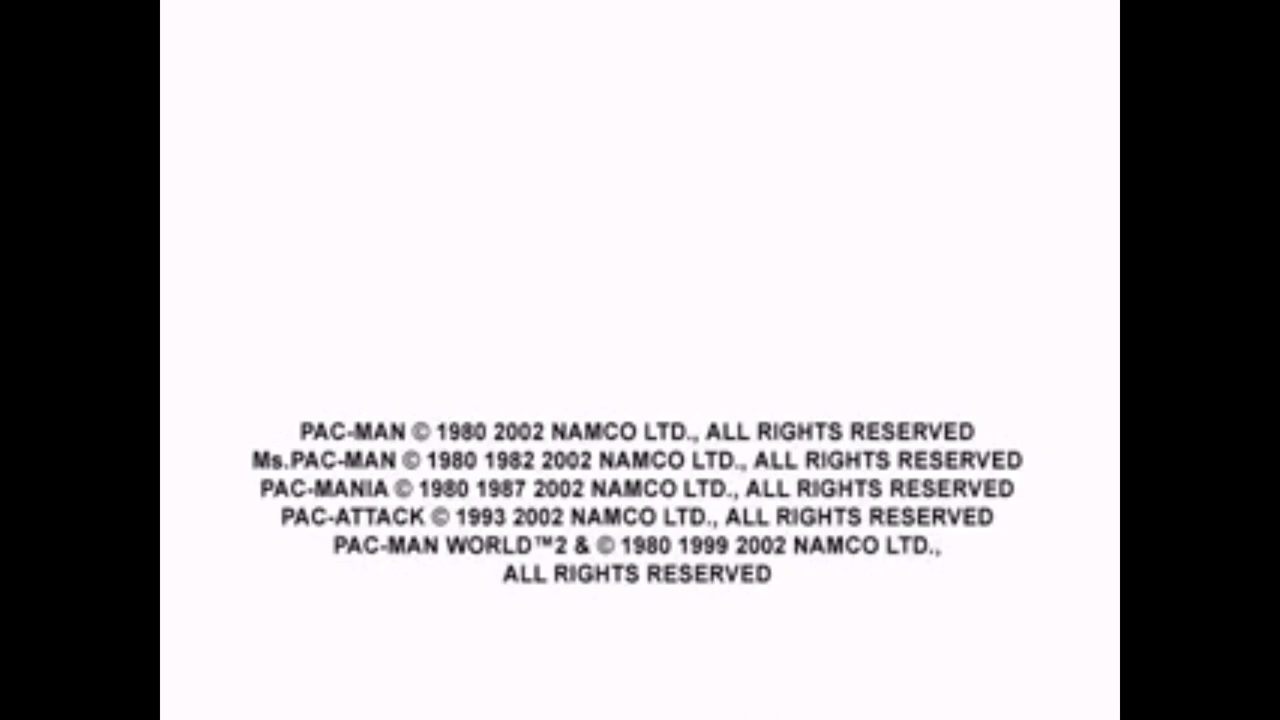 PAC-MAN © 1980 2002 NAMCO LTD., ALL RIGHTS RESERVED
Ms.PAC-MAN © 1980 1982 2002 NAMCO LTD., ALL RIGHTS RESERVED
PAC-MANIA © 1980 1987 2002 NAMCO LTD., ALL RIGHTS RESERVED
PAC-ATTACK © 1993 2002 NAMCO LTD., ALL RIGHTS RESERVED
PAC-MAN WORLD™2 & © 1980 1999 2002 NAMCO LTD.,
ALL RIGHTS RESERVED